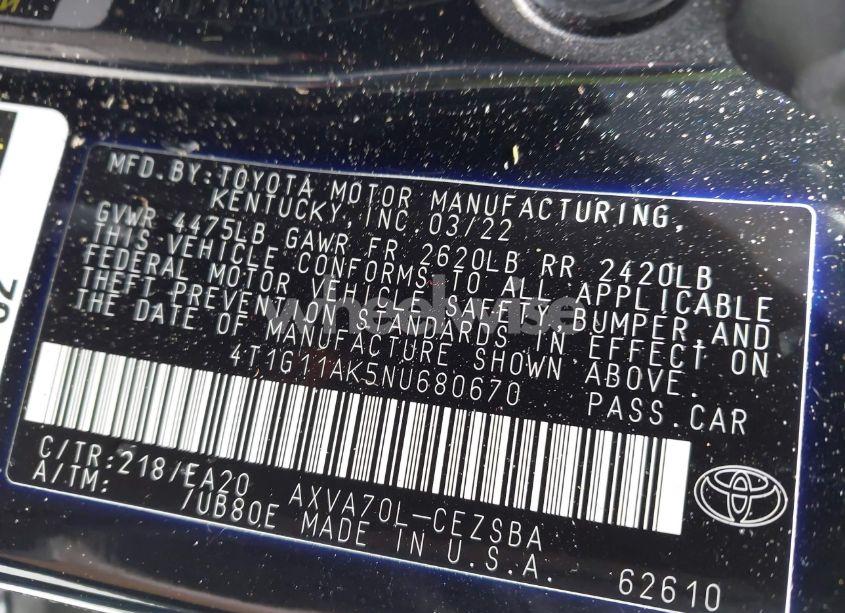 MFD.BY:TOYOTA MOTOR MANUFACTURING,
KENTUCKY, INC. 03/22
GVWR 4475LB GAWR FR 2620LB RR 2420LB
THIS VEHICLE CONFORMS TO ALL APPLICABLE
FEDERAL MOTOR VEHICLE SAFETY, BUMPER, AND
THEFT PREVENTION STANDARDS IN EFFECT ON
THE DATE OF MANUFACTURE SHOWN ABOVE.
4T1G11AK5NU680670 PASS.CAR
C/TR:218/EA20 AXVA70L-CEZSBA
A/TM: /UB80E MADE IN U.S.A.
62610
wheelwise